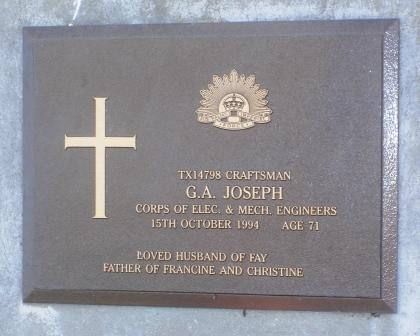 TX14798 CRAFTSMAN
G.A. JOSEPH
CORPS OF ELEC. & MECH. ENGINEERS
15TH OCTOBER 1994 AGE 71
LOVED HUSBAND OF FAY
FATHER OF FRANCINE AND CHRISTINE